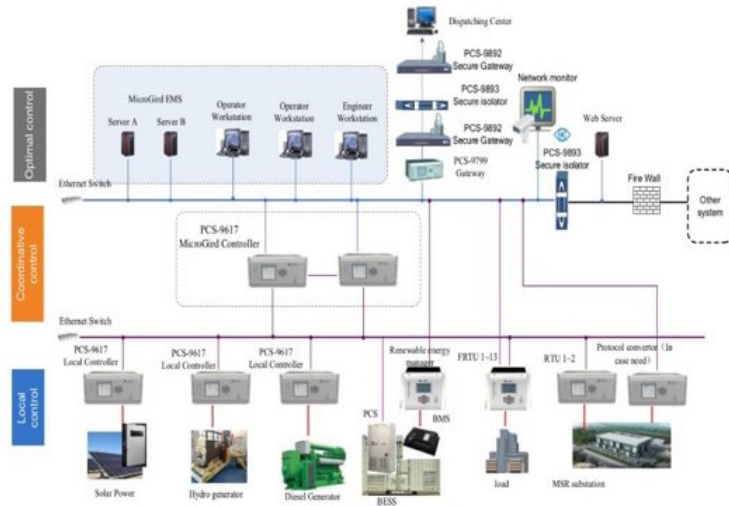 Dispatching Center
PCS-9892
Secure Gateway
PCS-9893
Secure isolator
PCS-9892
Secure Gateway
PCS-9799
Gateway
Network monitor
Web Server
PCS-9893
Secure isolator
Fire Wall
Other
system
Optimal control
MicroGird EMS
Server A
Server B
Operator
Workstation
Operator
Workstation
Engineer
Workstation
Ethernet Switch
Coordinative
control
PCS-9617
MicroGird Controller
Ethernet Switch
Local control
PCS-9617
Local Controller
PCS-9617
Local Controller
PCS-9617
Local Controller
Renewable energy
manager
FRTU 1~13
RTU 1~2
Protocol convertor (In
case need)
PCS
BMS
Solar Power
Hydro generator
Diesel Generator
BESS
load
MSR substation